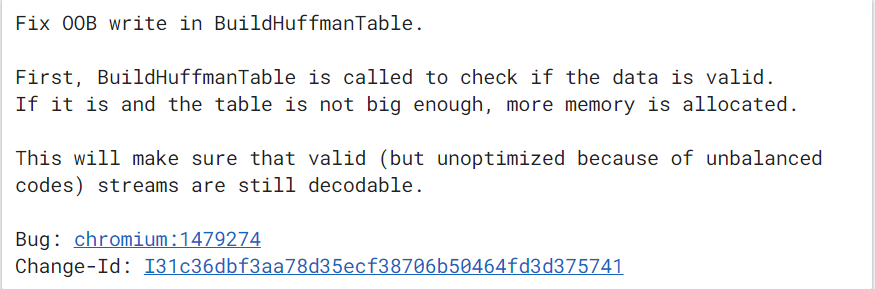 Fix OOB write in BuildHuffmanTable.
First, BuildHuffmanTable is called to check if the data is valid.
If it is and the table is not big enough, more memory is allocated.
This will make sure that valid (but unoptimized because of unbalanced
codes) streams are still decodable.
Bug: chromium:1479274
Change-Id: I31c36dbf3aa78d35ecf38706b50464fd3d375741